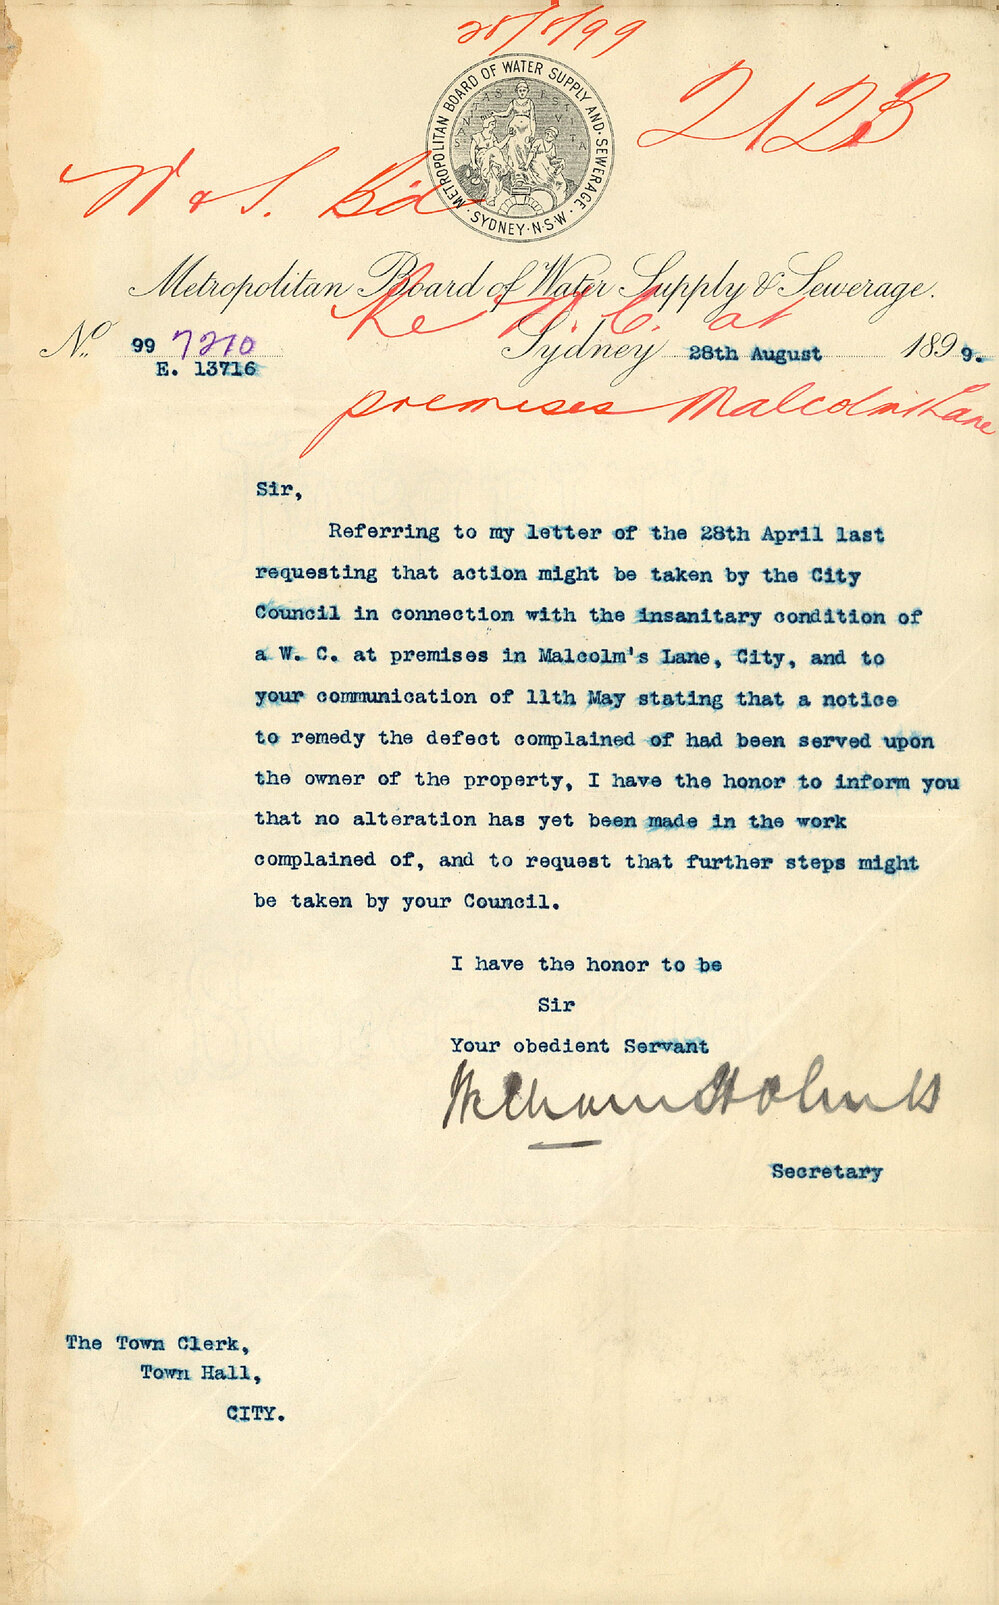 28/8/99
2123
METROPOLITAN BOARD OF WATER SUPPLY AND SEWERAGE
SYDNEY·N·S·W·
SANITAS
W & S. Bd
Metropolitan Board of Water Supply & Sewerage.
Re W. C. at
No. 99 7210 Sydney 28th August 1899.
E. 13716
premises Malcolm Lane
Sir,
Referring to my letter of the 28th April last
requesting that action might be taken by the City
Council in connection with the insanitary condition of
a W. C. at premises in Malcolm's Lane, City, and to
your communication of 11th May stating that a notice
to remedy the defect complained of had been served upon
the owner of the property, I have the honor to inform you
that no alteration has yet been made in the work
complained of, and to request that further steps might
be taken by your Council.
I have the honor to be
Sir
Your obedient Servant
William Holmes
Secretary
The Town Clerk,
Town Hall,
CITY.